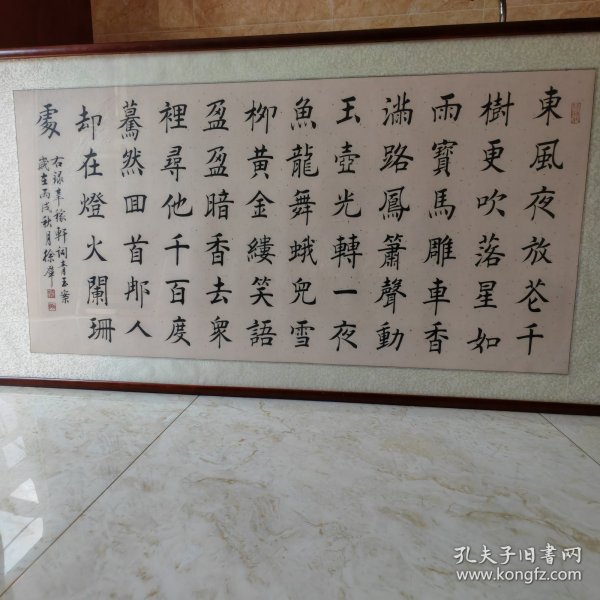 東風夜放花千
樹更吹落星如
雨寶馬雕車香
滿路鳳簫聲動
玉壺光轉一夜
魚龍舞蛾兒雪
柳黃金縷笑語
盈盈暗香去衆
裡尋他千百度
驀然回首那人
却在燈火闌珊
處
右録辛稼軒詞青玉案
歲在丙戌秋月徐
孔夫子旧书网
www.kongfz.com